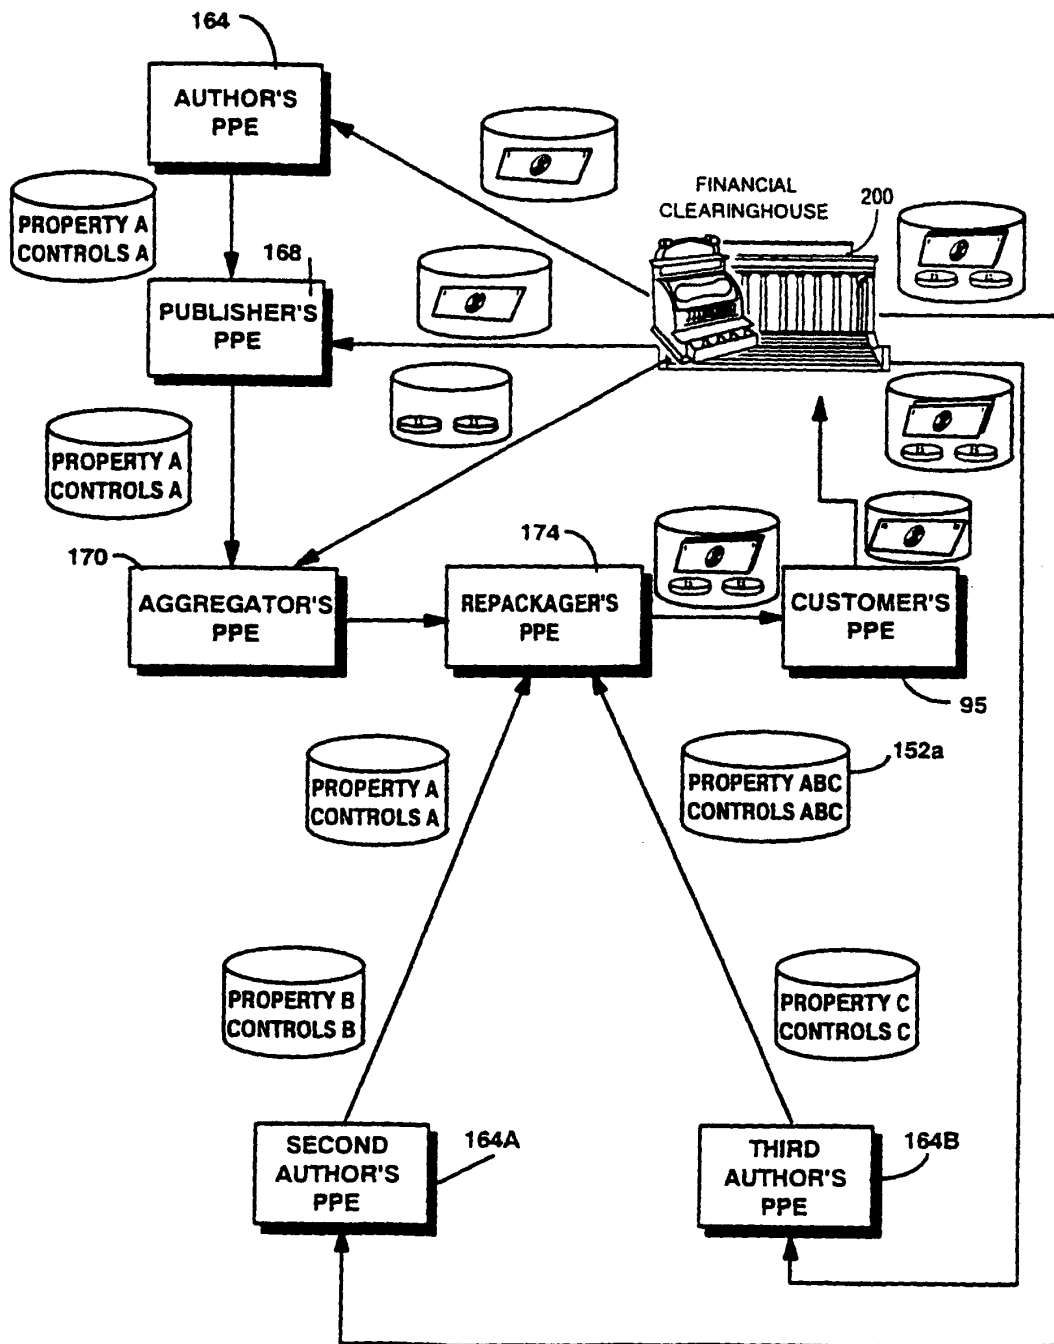 164
AUTHOR'S
PPE
PROPERTY A
CONTROLS A
FINANCIAL
CLEARINGHOUSE
200
168
PUBLISHER'S
PPE
PROPERTY A
CONTROLS A
170
AGGREGATOR'S
PPE
174
REPACKAGER'S
PPE
CUSTOMER'S
PPE
95
PROPERTY A
CONTROLS A
152a
PROPERTY ABC
CONTROLS ABC
PROPERTY B
CONTROLS B
PROPERTY C
CONTROLS C
SECOND
AUTHOR'S
PPE
164A
THIRD
AUTHOR'S
PPE
164B